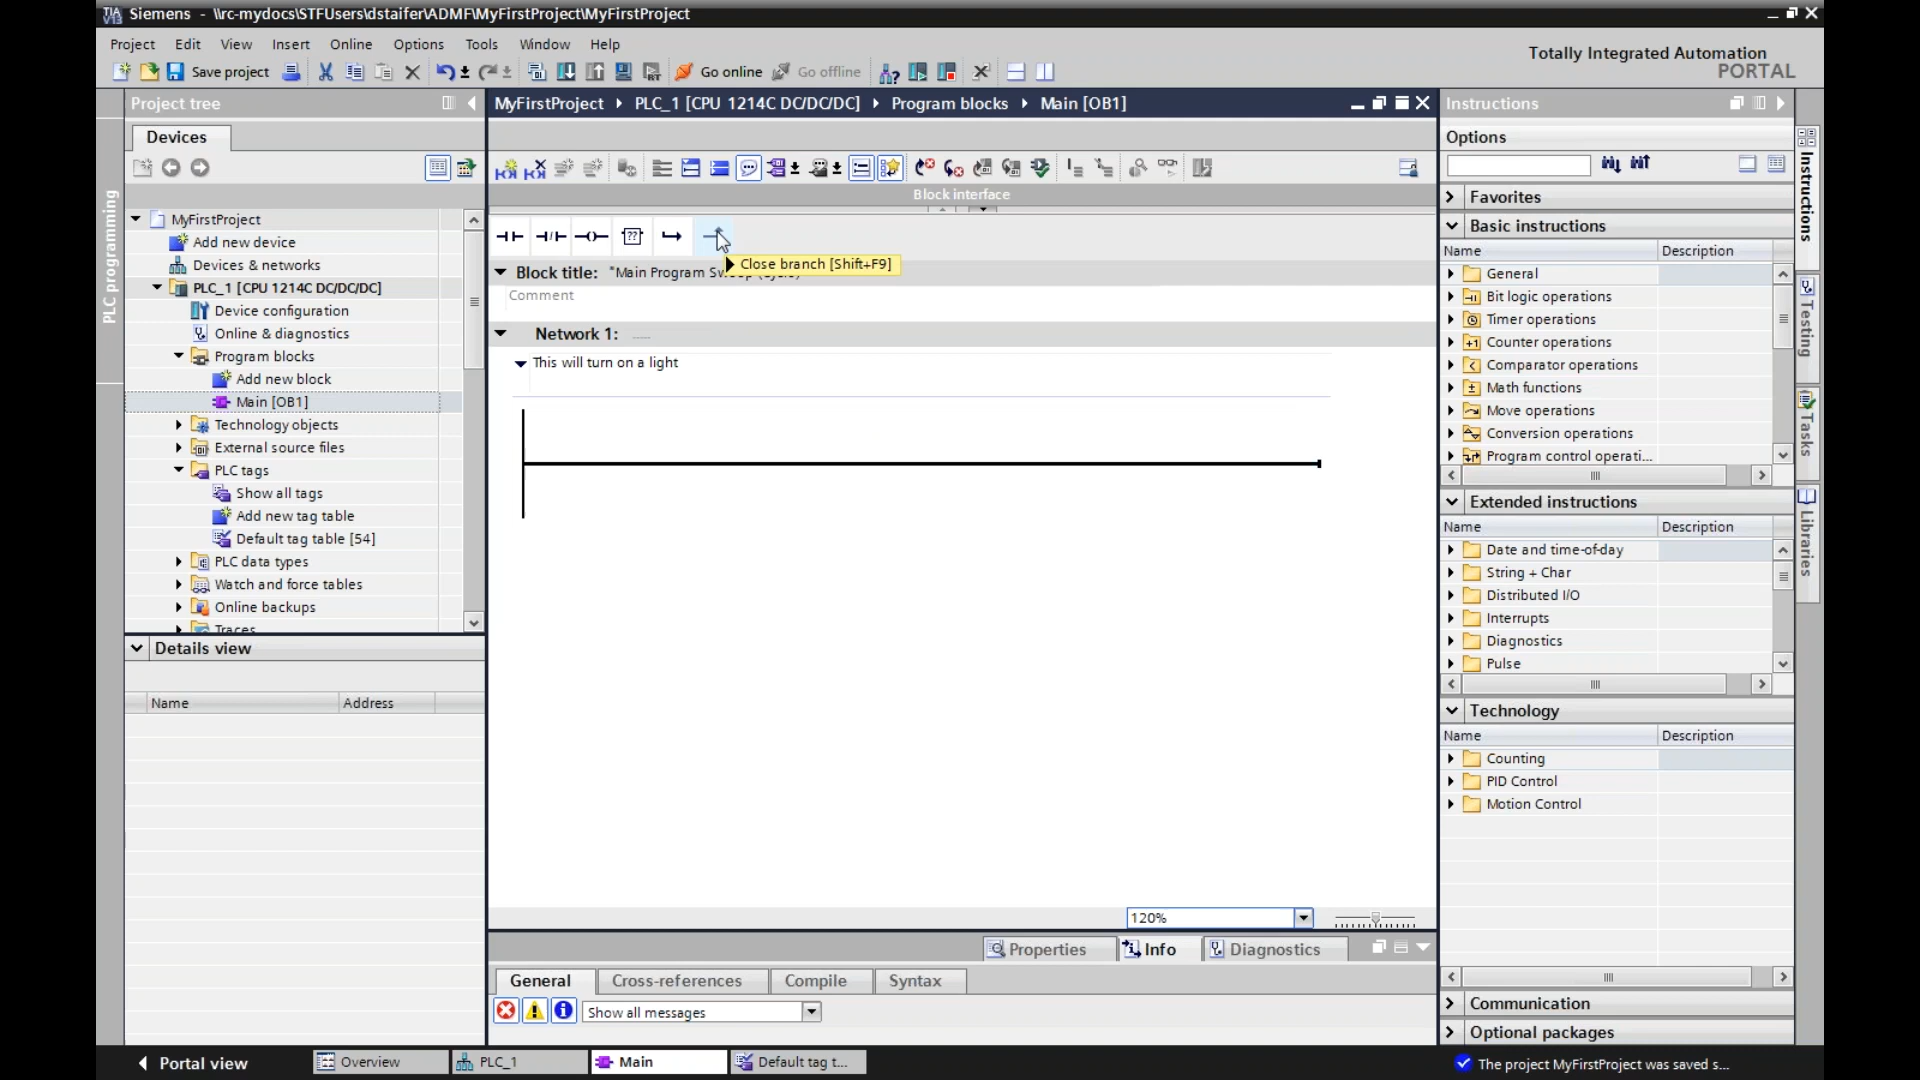 Siemens - \\rc-mydocs\STFUsers\dstaifer\ADMF\MyFirstProject\MyFirstProject
Project Edit View Insert Online Options Tools Window Help
Totally Integrated Automation
PORTAL
Save project Go online Go offline
Project tree
MyFirstProject PLC_1 [CPU 1214C DC/DC/DC] Program blocks Main [OB1]
Instructions
Devices
Options
Block interface
PLC programming
MyFirstProject
Add new device
Devices & networks
PLC_1 [CPU 1214C DC/DC/DC]
Device configuration
Online & diagnostics
Program blocks
Add new block
Main [OB1]
Technology objects
External source files
PLC tags
Show all tags
Add new tag table
Default tag table [54]
PLC data types
Watch and force tables
Online backups
Traces
Details view
Name Address
??
Close branch [Shift+F9]
Block title: "Main Program
Comment
Network 1: .....
This will turn on a light
120%
Properties Info Diagnostics
General Cross-references Compile Syntax
Show all messages
Favorites
Basic instructions
Name Description
General
Bit logic operations
Timer operations
Counter operations
Comparator operations
Math functions
Move operations
Conversion operations
Program control operati...
Extended instructions
Name Description
Date and time-of-day
String + Char
Distributed I/O
Interrupts
Diagnostics
Pulse
Technology
Name Description
Counting
PID Control
Motion Control
Communication
Optional packages
Instructions
Testing
Tasks
Libraries
Portal view Overview PLC_1 Main Default tag t...
The project MyFirstProject was saved s...